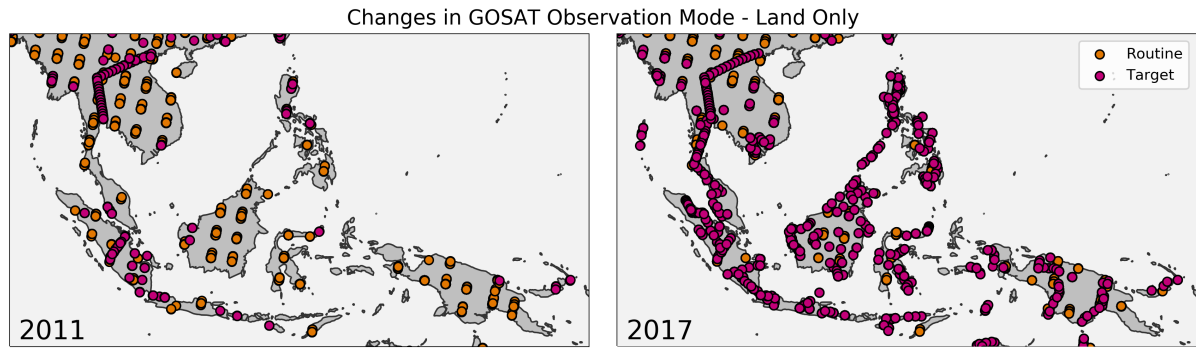 Changes in GOSAT Observation Mode - Land Only
2011
Routine
Target
2017